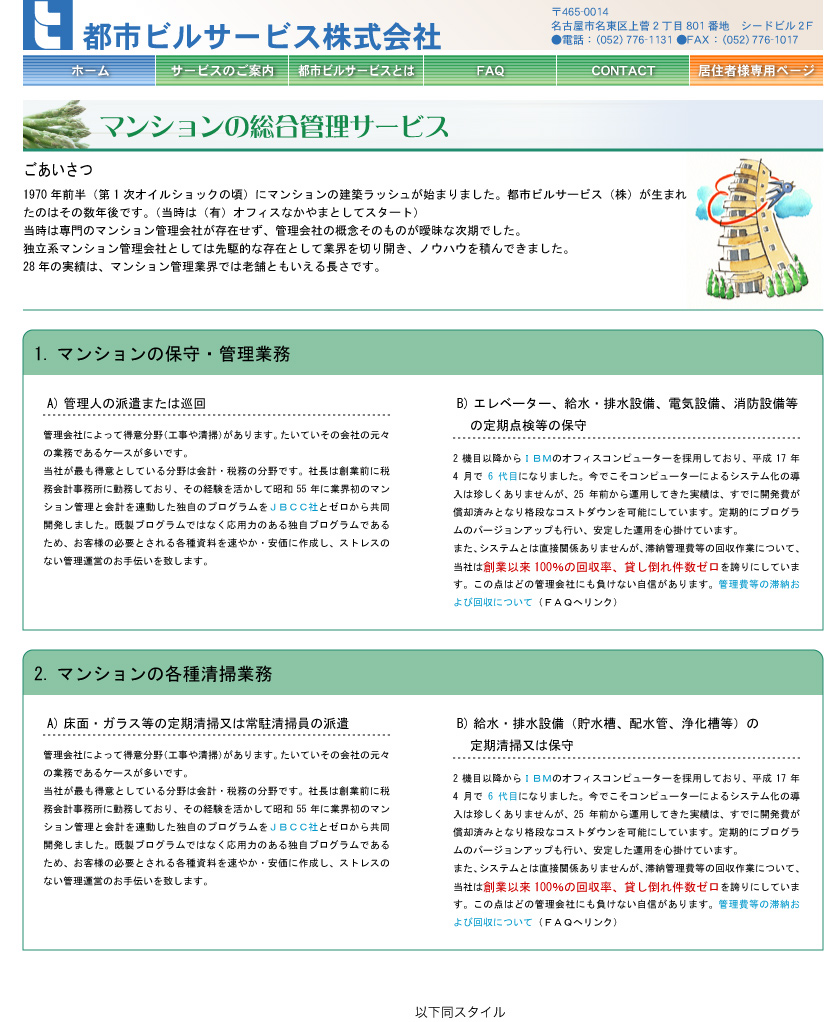 都市ビルサービス株式会社
〒465-0014
名古屋市名東区上菅2丁目801番地　シードビル2F
●電話：(052) 776-1131 ●FAX：(052) 776-1017
ホーム サービスのご案内 都市ビルサービスとは FAQ CONTACT 居住者様専用ページ
マンションの総合管理サービス
ごあいさつ
1970年前半（第1次オイルショックの頃）にマンションの建築ラッシュが始まりました。都市ビルサービス（株）が生まれ
たのはその数年後です。（当時は（有）オフィスなかやまとしてスタート）
当時は専門のマンション管理会社が存在せず、管理会社の概念そのものが曖昧な次期でした。
独立系マンション管理会社としては先駆的な存在として業界を切り開き、ノウハウを積んできました。
28年の実績は、マンション管理業界では老舗ともいえる長さです。
1. マンションの保守・管理業務
A) 管理人の派遣または巡回
管理会社によって得意分野(工事や清掃)があります。たいていその会社の元々
の業務であるケースが多いです。
当社が最も得意としている分野は会計・税務の分野です。社長は創業前に税
務会計事務所に勤務しており、その経験を活かして昭和55年に業界初のマン
ション管理と会計を連動した独自のプログラムをＪＢＣＣ社とゼロから共同
開発しました。既製プログラムではなく応用力のある独自プログラムである
ため、お客様の必要とされる各種資料を速やか・安価に作成し、ストレスの
ない管理運営のお手伝いを致します。
B) エレベーター、給水・排水設備、電気設備、消防設備等
の定期点検等の保守
2機目以降からＩＢＭのオフィスコンピューターを採用しており、平成17年
4月で6代目になりました。今でこそコンピューターによるシステム化の導
入は珍しくありませんが、25年前から運用してきた実績は、すでに開発費が
償却済みとなり格段なコストダウンを可能にしています。定期的にプログラ
ムのバージョンアップも行い、安定した運用を心掛けています。
また、システムとは直接関係ありませんが、滞納管理費等の回収作業について、
当社は創業以来100%の回収率、貸し倒れ件数ゼロを誇りにしていま
す。この点はどの管理会社にも負けない自信があります。管理費等の滞納お
よび回収について（ＦＡＱへリンク）
2. マンションの各種清掃業務
A) 床面・ガラス等の定期清掃又は常駐清掃員の派遣
管理会社によって得意分野(工事や清掃)があります。たいていその会社の元々
の業務であるケースが多いです。
当社が最も得意としている分野は会計・税務の分野です。社長は創業前に税
務会計事務所に勤務しており、その経験を活かして昭和55年に業界初のマン
ション管理と会計を連動した独自のプログラムをＪＢＣＣ社とゼロから共同
開発しました。既製プログラムではなく応用力のある独自プログラムである
ため、お客様の必要とされる各種資料を速やか・安価に作成し、ストレスの
ない管理運営のお手伝いを致します。
B) 給水・排水設備（貯水槽、配水管、浄化槽等）の
定期清掃又は保守
2機目以降からＩＢＭのオフィスコンピューターを採用しており、平成17年
4月で6代目になりました。今でこそコンピューターによるシステム化の導
入は珍しくありませんが、25年前から運用してきた実績は、すでに開発費が
償却済みとなり格段なコストダウンを可能にしています。定期的にプログラ
ムのバージョンアップも行い、安定した運用を心掛けています。
また、システムとは直接関係ありませんが、滞納管理費等の回収作業について、
当社は創業以来100%の回収率、貸し倒れ件数ゼロを誇りにしていま
す。この点はどの管理会社にも負けない自信があります。管理費等の滞納お
よび回収について（ＦＡＱへリンク）
以下同スタイル